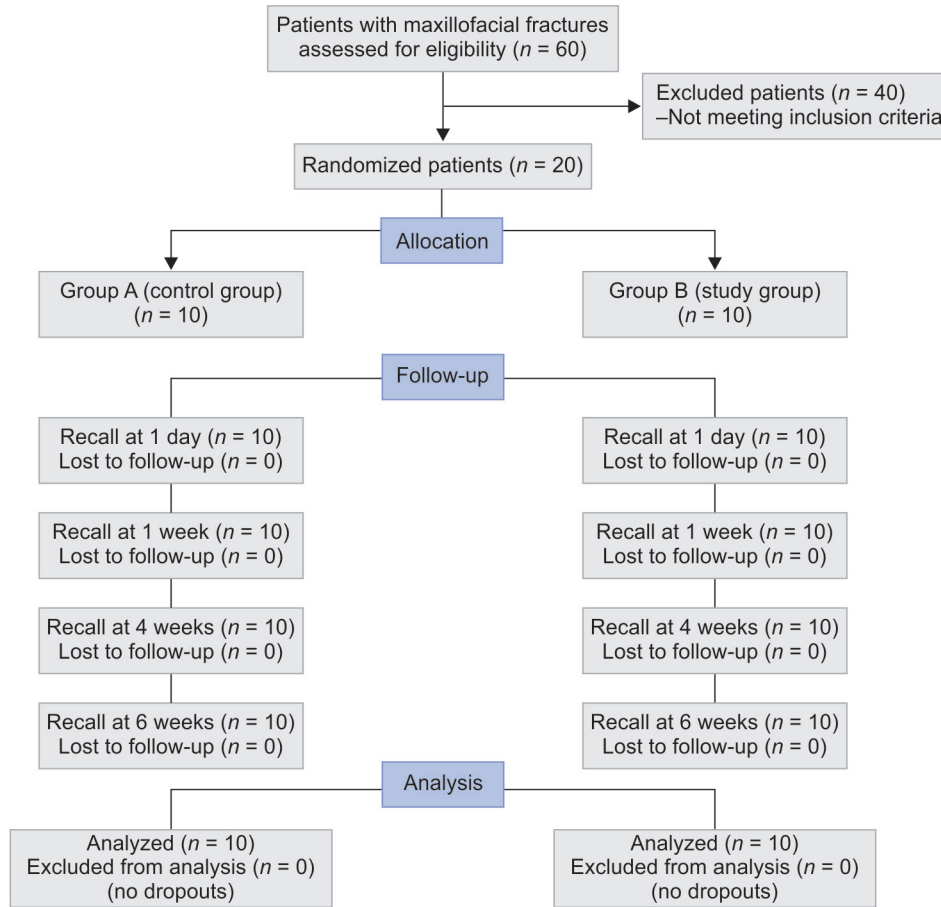 Patients with maxillofacial fractures
assessed for eligibility (n = 60)
Excluded patients (n = 40)
–Not meeting inclusion criteria
Randomized patients (n = 20)
Allocation
Group A (control group)
(n = 10)
Group B (study group)
(n = 10)
Follow-up
Recall at 1 day (n = 10)
Lost to follow-up (n = 0)
Recall at 1 day (n = 10)
Lost to follow-up (n = 0)
Recall at 1 week (n = 10)
Lost to follow-up (n = 0)
Recall at 1 week (n = 10)
Lost to follow-up (n = 0)
Recall at 4 weeks (n = 10)
Lost to follow-up (n = 0)
Recall at 4 weeks (n = 10)
Lost to follow-up (n = 0)
Recall at 6 weeks (n = 10)
Lost to follow-up (n = 0)
Recall at 6 weeks (n = 10)
Lost to follow-up (n = 0)
Analysis
Analyzed (n = 10)
Excluded from analysis (n = 0)
(no dropouts)
Analyzed (n = 10)
Excluded from analysis (n = 0)
(no dropouts)